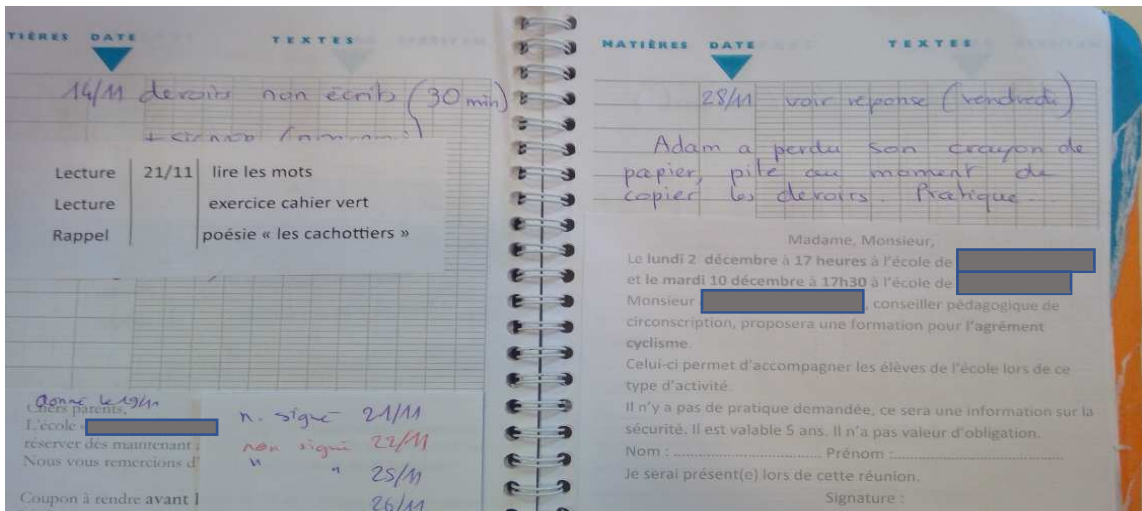 MATIÈRES DATE TEXTES
14/11 devoirs non écrits (30 min)
Lecture 21/11 lire les mots
Lecture exercice cahier vert
Rappel poésie « les cachottiers »
donné le 19/11
Chers parents,
L'école
réserver dès maintenant
Nous vous remercions d'
Coupon à rendre avant l
n. signé 21/11
non signé 22/11
" " 25/11
26/11
MATIÈRES DATE TEXTES
28/11 voir réponse (vendredi)
Adam a perdu son crayon de
papier, pile au moment de
copier les devoirs. Pratique...
Madame, Monsieur,
Le lundi 2 décembre à 17 heures à l'école de
et le mardi 10 décembre à 17h30 à l'école de
Monsieur , conseiller pédagogique de
circonscription, proposera une formation pour l'agrément
cyclisme.
Celui-ci permet d'accompagner les élèves de l'école lors de ce
type d'activité.
Il n'y a pas de pratique demandée, ce sera une information sur la
sécurité. Il est valable 5 ans. Il n'a pas valeur d'obligation.
Nom : ................................ Prénom :................................
Je serai présent(e) lors de cette réunion.
Signature :